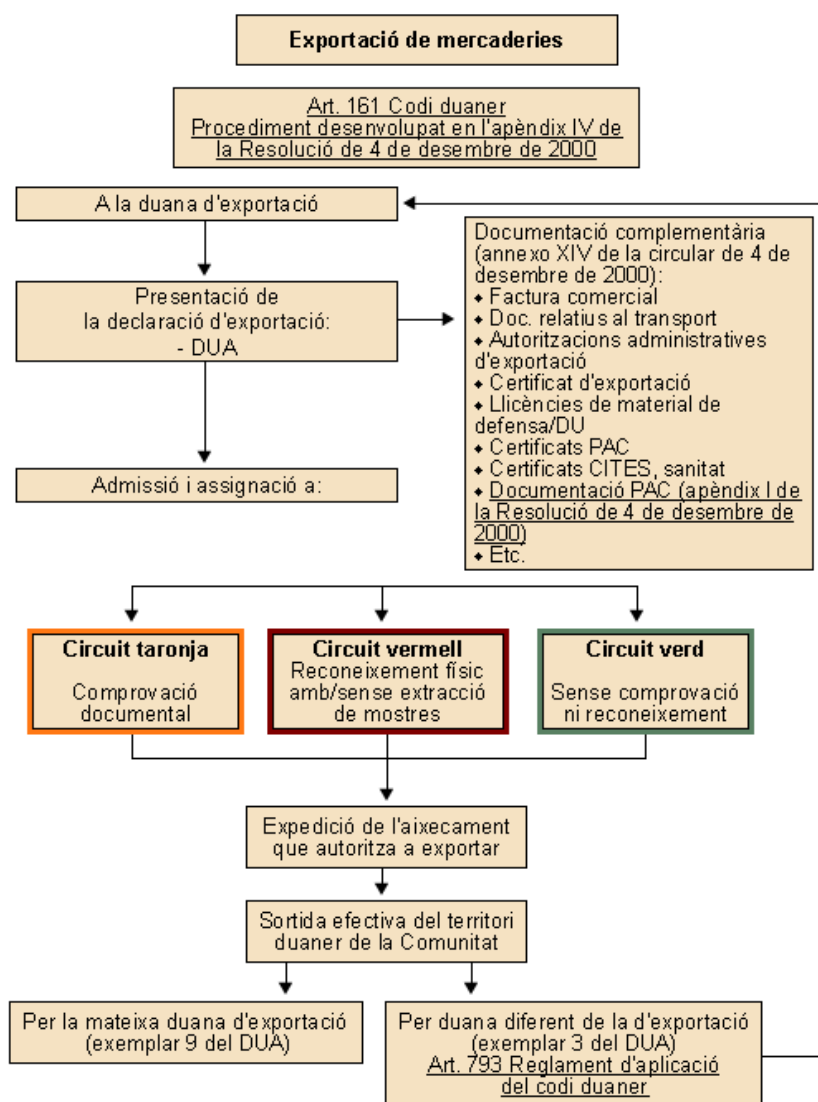 Exportació de mercaderies
Art. 161 Codi duaner
Procediment desenvolupat en l'apèndix IV de
la Resolució de 4 de desembre de 2000
A la duana d'exportació
Presentació de
la declaració d'exportació:
- DUA
Admissió i assignació a:
Documentació complementària
(annexo XIV de la circular de 4 de
desembre de 2000):
◆ Factura comercial
◆ Doc. relatius al transport
◆ Autoritzacions administratives
d'exportació
◆ Certificat d'exportació
◆ Llicències de material de
defensa/DU
◆ Certificats PAC
◆ Certificats CITES, sanitat
◆ Documentació PAC (apèndix I de
la Resolució de 4 de desembre de
2000)
◆ Etc.
Circuit taronja
Comprovació
documental
Circuit vermell
Reconeixement físic
amb/sense extracció
de mostres
Circuit verd
Sense comprovació
ni reconeixement
Expedició de l'aixecament
que autoritza a exportar
Sortida efectiva del territori
duaner de la Comunitat
Per la mateixa duana d'exportació
(exemplar 9 del DUA)
Per duana diferent de la d'exportació
(exemplar 3 del DUA)
Art. 793 Reglament d'aplicació
del codi duaner